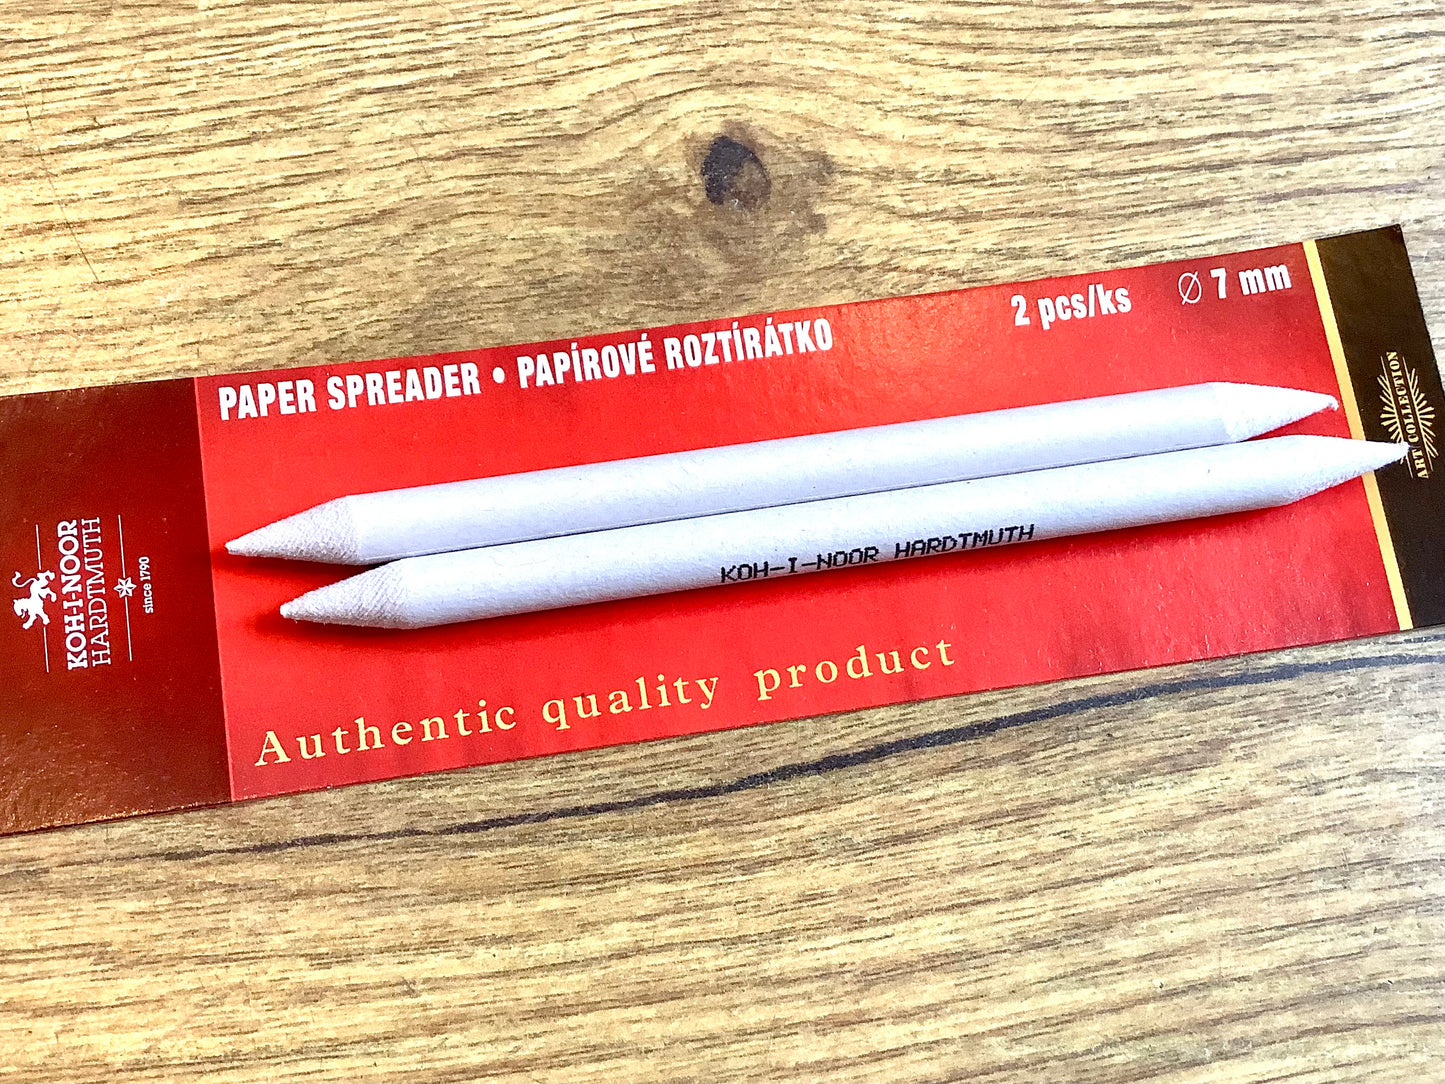 PAPER SPREADER • PAPÍROVÉ ROZTÍRÁTKO 2 pcs/ks Ø 7 mm
KOH-I-NOOR
HARDTMUTH
since 1790
KOH-I-NOOR HARDTMUTH
Authentic quality product
ART COLLECTION